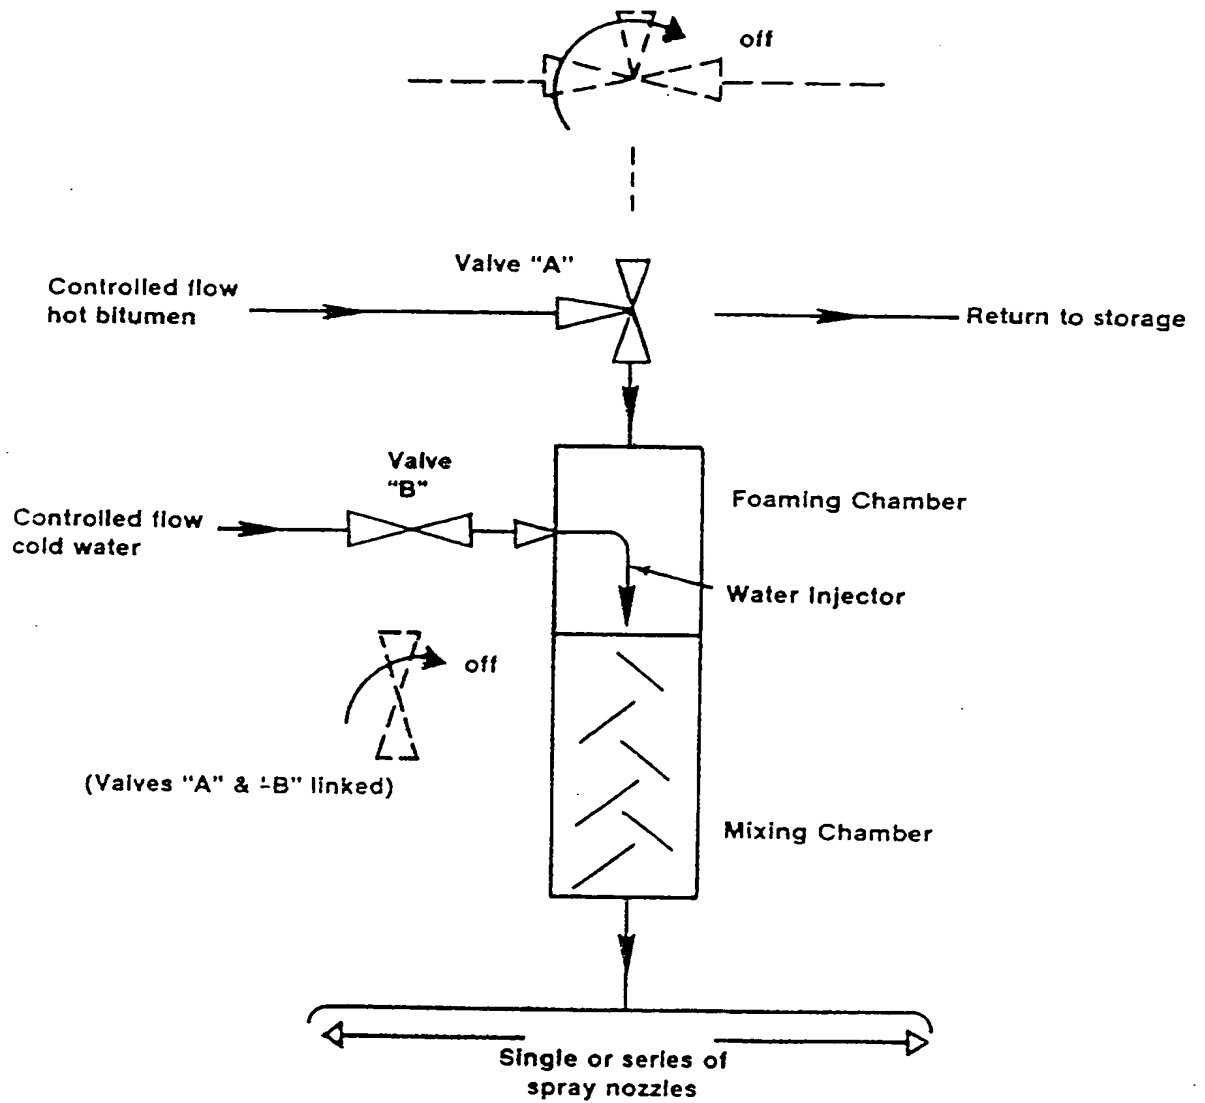 off
Valve "A"
Controlled flow
hot bitumen
Return to storage
Valve
"B"
Foaming Chamber
Controlled flow
cold water
Water Injector
off
(Valves "A" & "B" linked)
Mixing Chamber
Single or series of
spray nozzles